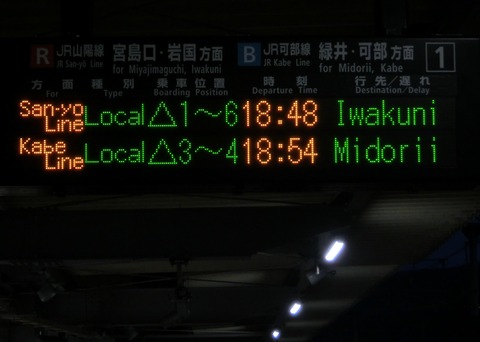 R JR山陽線 宮島口・岩国方面 B JR可部線 緑井・可部方面 1
JR San-yō Line for Miyajimaguchi, Iwakuni JR Kabe Line for Midorii, Kabe
方面 種別 乗車位置 時刻 行先/遅れ
For Type Boarding Position Departure Time Destination/Delay
San-yo Line Local △1~6 18:48 Iwakuni
Kabe Line Local △3~4 18:54 Midorii